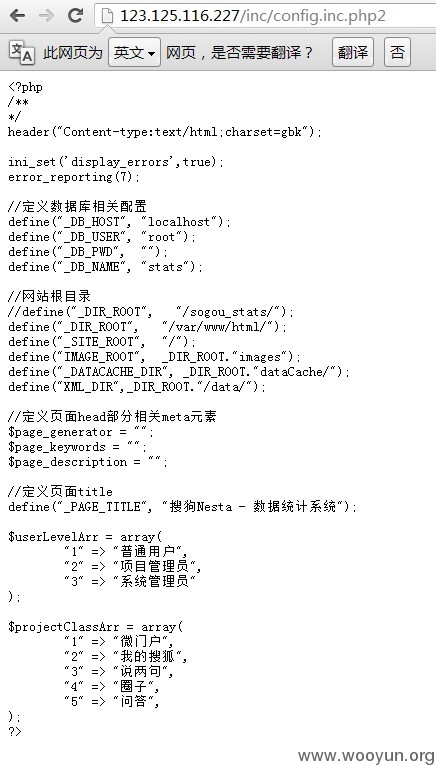 123.125.116.227/inc/config.inc.php2
此网页为 英文 网页，是否需要翻译？ 翻译 否
<?php
/**
*/
header("Content-type:text/html;charset=gbk");
ini_set('display_errors',true);
error_reporting(7);
//定义数据库相关配置
define("_DB_HOST", "localhost");
define("_DB_USER", "root");
define("_DB_PWD", "");
define("_DB_NAME", "stats");
//网站根目录
//define("_DIR_ROOT", "/sogou_stats/");
define("_DIR_ROOT", "/var/www/html/");
define("_SITE_ROOT", "/");
define("IMAGE_ROOT", _DIR_ROOT."images");
define("_DATACACHE_DIR", _DIR_ROOT."dataCache/");
define("XML_DIR",_DIR_ROOT."/data/");
//定义页面head部分相关meta元素
$page_generator = "";
$page_keywords = "";
$page_description = "";
//定义页面title
define("_PAGE_TITLE", "搜狗Nesta - 数据统计系统");
$userLevelArr = array(
"1" => "普通用户",
"2" => "项目管理员",
"3" => "系统管理员"
);
$projectClassArr = array(
"1" => "微门户",
"2" => "我的搜狐",
"3" => "说两句",
"4" => "圈子",
"5" => "问答",
);
?>
www.wooyun.org